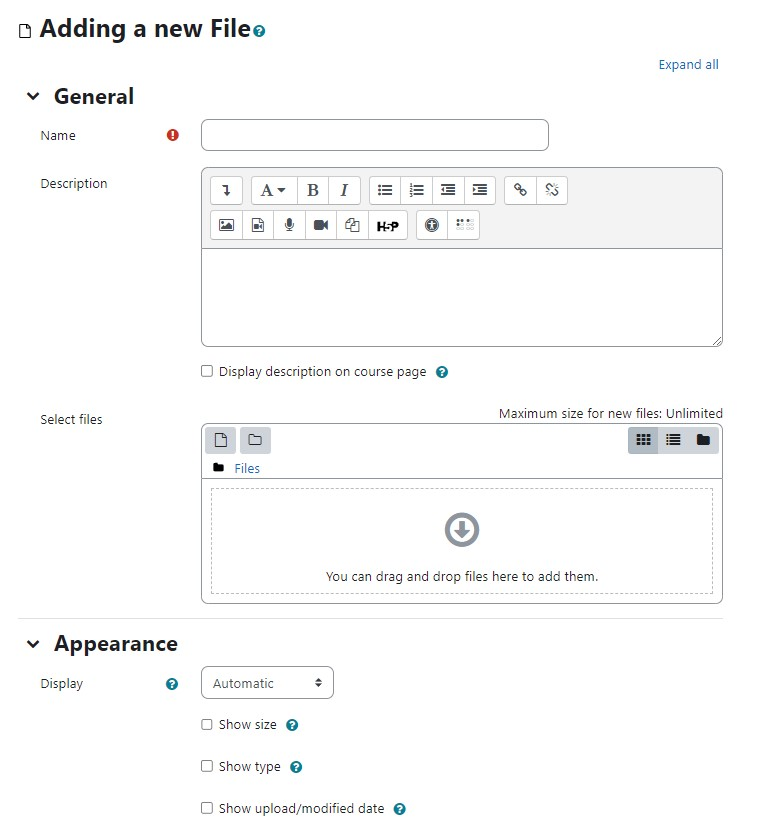 Adding a new File
Expand all
General
Name
Description
A B I
H-P
Display description on course page
Select files
Maximum size for new files: Unlimited
Files
You can drag and drop files here to add them.
Appearance
Display
Automatic
Show size
Show type
Show upload/modified date